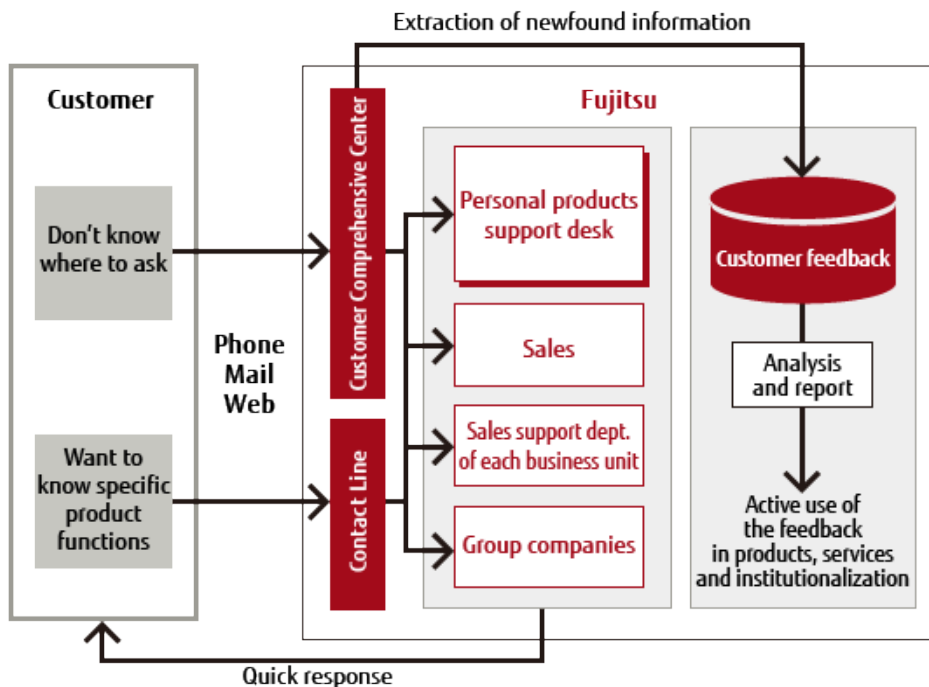 Extraction of newfound information
Customer
Fujitsu
Don't know
where to ask
Want to
know specific
product
functions
Phone
Mail
Web
Customer Comprehensive Center
Contact Line
Personal products
support desk
Sales
Sales support dept.
of each business unit
Group companies
Customer feedback
Analysis
and report
Active use of
the feedback
in products, services
and institutionalization
Quick response